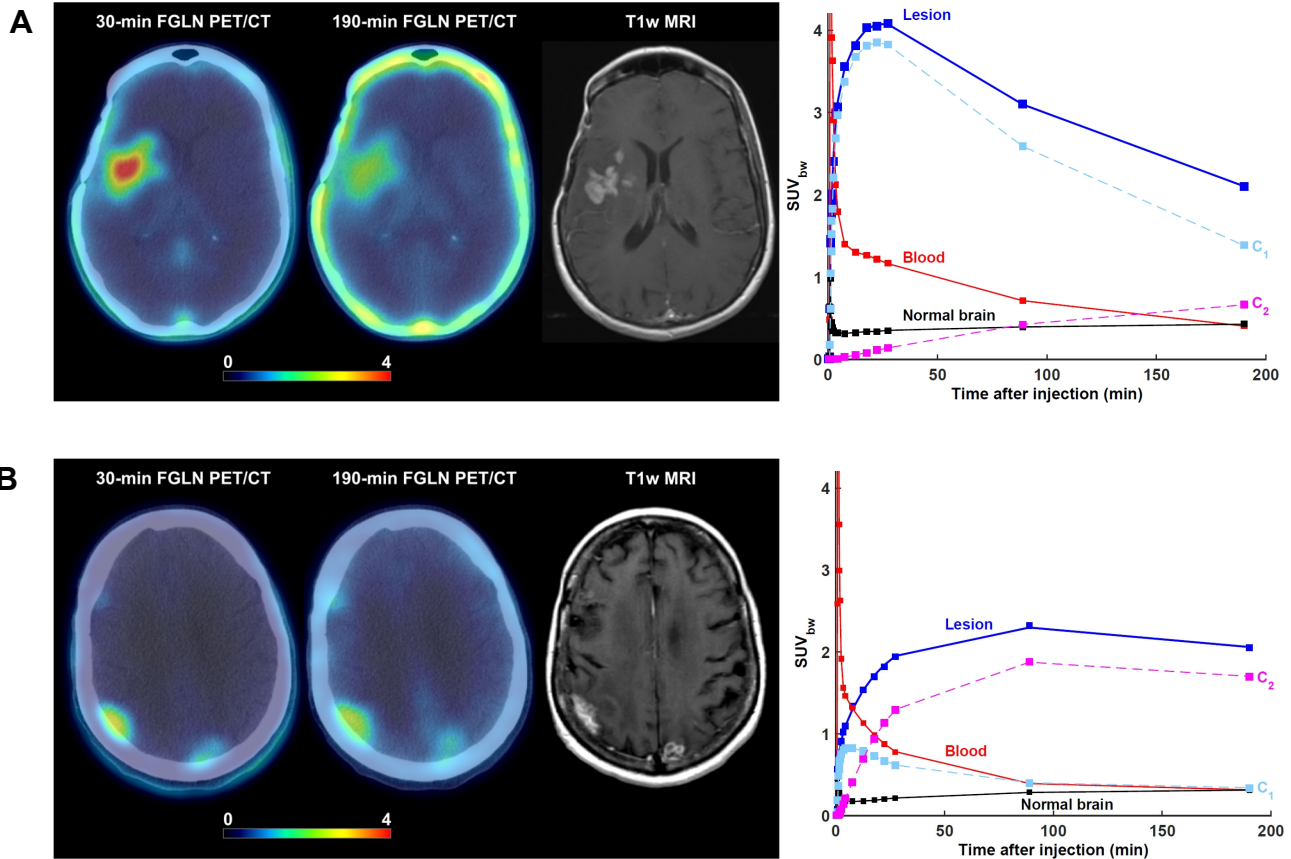 A
30-min FGLN PET/CT 190-min FGLN PET/CT T1w MRI
0 4
4
3
2
1
0
SUVbw
Lesion
C1
Blood
C2
Normal brain
0 50 100 150 200
Time after injection (min)
B
30-min FGLN PET/CT 190-min FGLN PET/CT T1w MRI
0 4
4
3
2
1
0
SUVbw
Lesion
C2
Blood
C1
Normal brain
0 50 100 150 200
Time after injection (min)